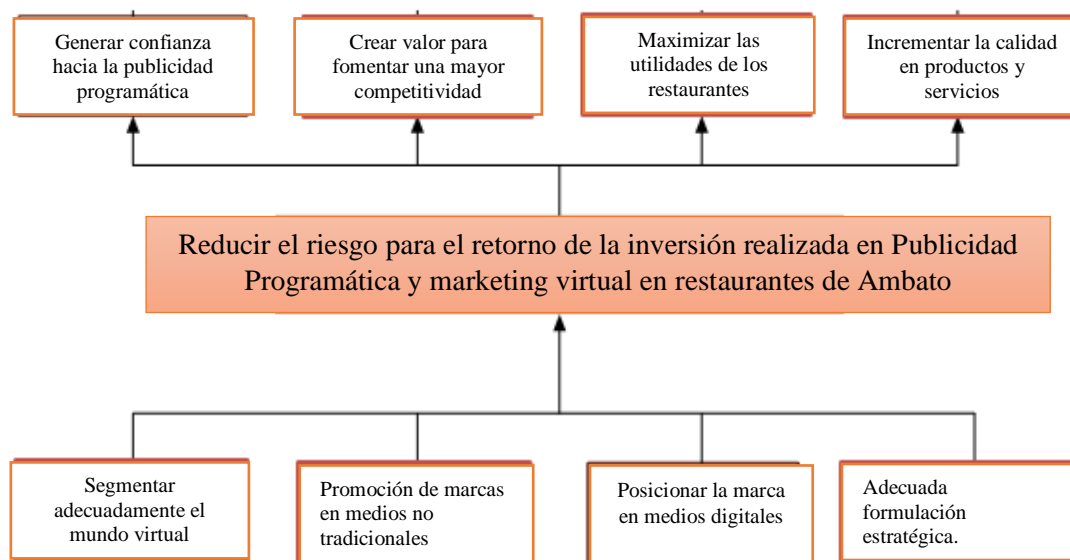 Generar confianza
hacia la publicidad
programática
Crear valor para
fomentar una mayor
competitividad
Maximizar las
utilidades de los
restaurantes
Incrementar la calidad
en productos y
servicios
Reducir el riesgo para el retorno de la inversión realizada en Publicidad
Programática y marketing virtual en restaurantes de Ambato
Segmentar
adecuadamente el
mundo virtual
Promoción de marcas
en medios no
tradicionales
Posicionar la marca
en medios digitales
Adecuada
formulación
estratégica.